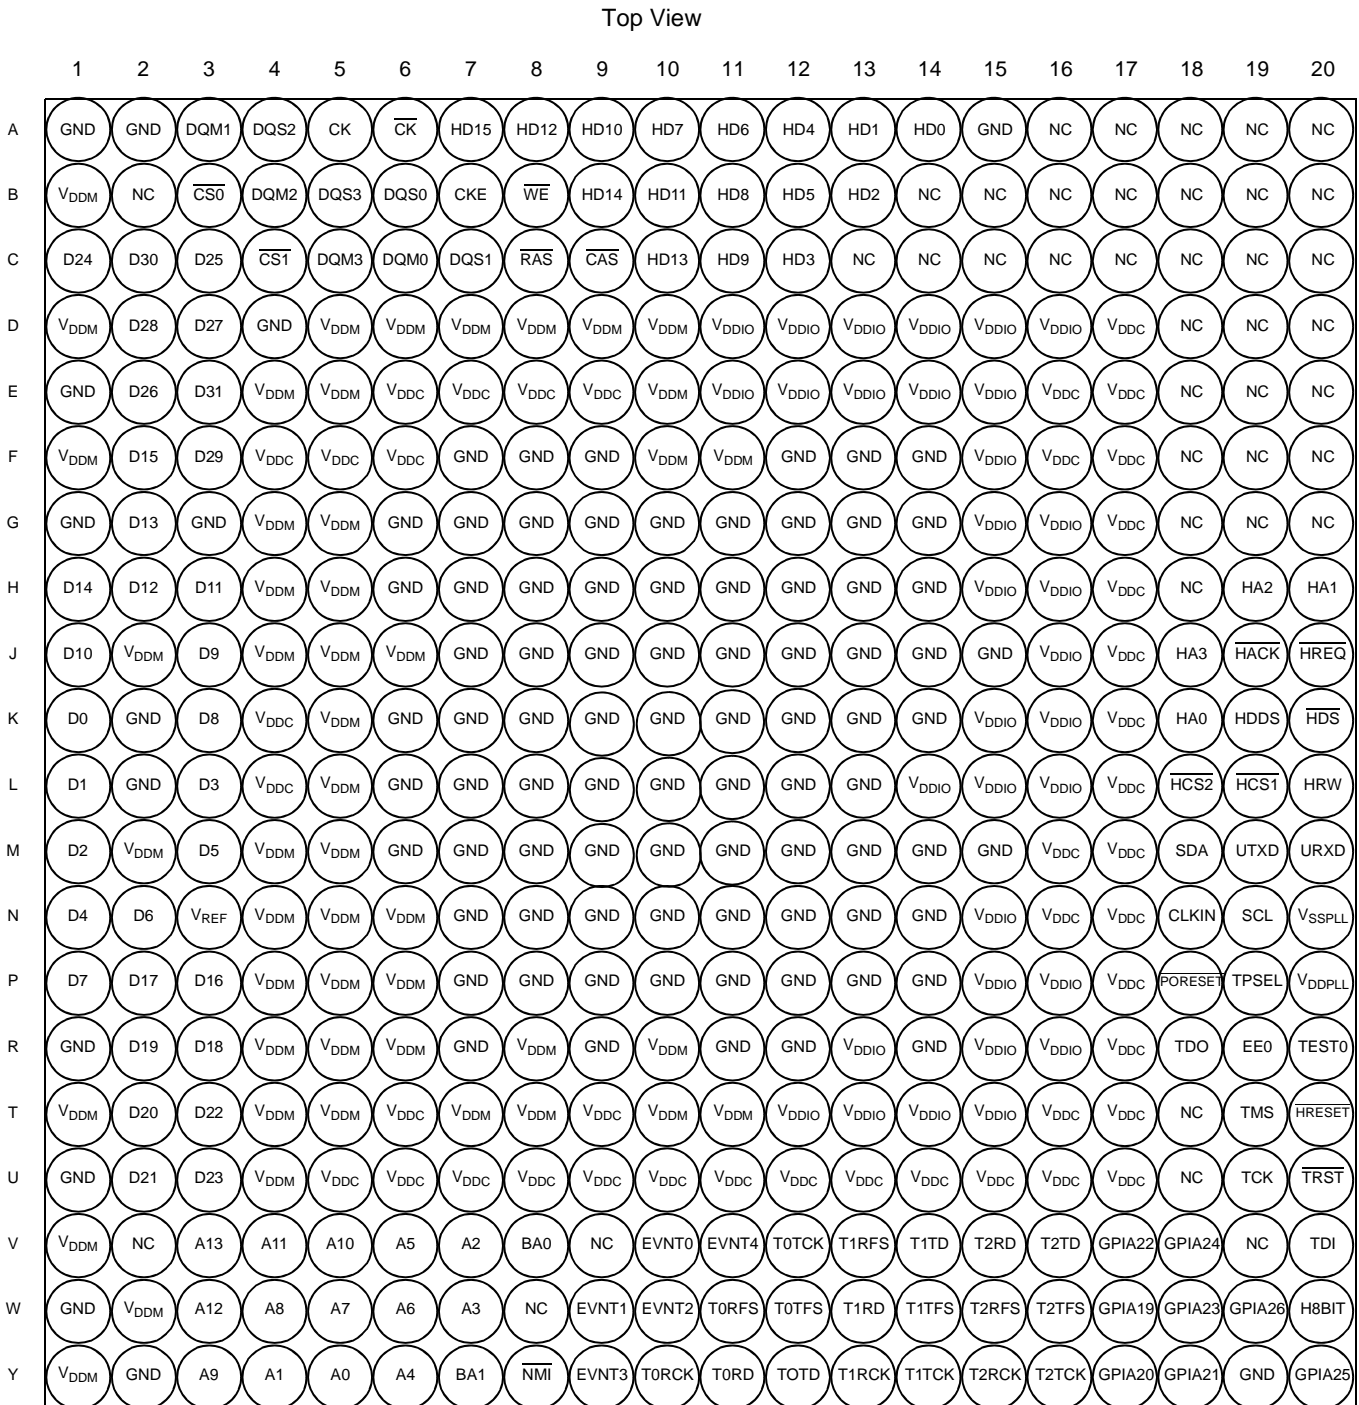 Top View
1 2 3 4 5 6 7 8 9 10 11 12 13 14 15 16 17 18 19 20
A GND GND DQM1 DQS2 CK CK HD15 HD12 HD10 HD7 HD6 HD4 HD1 HD0 GND NC NC NC NC NC
B VDDM NC CS0 DQM2 DQS3 DQS0 CKE WE HD14 HD11 HD8 HD5 HD2 NC NC NC NC NC NC NC
C D24 D30 D25 CS1 DQM3 DQM0 DQS1 RAS CAS HD13 HD9 HD3 NC NC NC NC NC NC NC NC
D VDDM D28 D27 GND VDDM VDDM VDDM VDDM VDDM VDDM VDDIO VDDIO VDDIO VDDIO VDDIO VDDIO VDDC NC NC NC
E GND D26 D31 VDDM VDDM VDDC VDDC VDDC VDDC VDDM VDDIO VDDIO VDDIO VDDIO VDDIO VDDC VDDC NC NC NC
F VDDM D15 D29 VDDC VDDC VDDC GND GND GND VDDM VDDM GND GND GND VDDIO VDDC VDDC NC NC NC
G GND D13 GND VDDM VDDM GND GND GND GND GND GND GND GND GND VDDIO VDDIO VDDC NC NC NC
H D14 D12 D11 VDDM VDDM GND GND GND GND GND GND GND GND GND VDDIO VDDIO VDDC NC HA2 HA1
J D10 VDDM D9 VDDM VDDM VDDM GND GND GND GND GND GND GND GND GND VDDIO VDDC HA3 HACK HREQ
K D0 GND D8 VDDC VDDM GND GND GND GND GND GND GND GND GND VDDIO VDDIO VDDC HA0 HDDS HDS
L D1 GND D3 VDDC VDDM GND GND GND GND GND GND GND GND VDDIO VDDIO VDDIO VDDC HCS2 HCS1 HRW
M D2 VDDM D5 VDDM VDDM GND GND GND GND GND GND GND GND GND GND VDDC VDDC SDA UTXD URXD
N D4 D6 VREF VDDM VDDM VDDM GND GND GND GND GND GND GND GND VDDIO VDDC VDDC CLKIN SCL VSSPLL
P D7 D17 D16 VDDM VDDM VDDM GND GND GND GND GND GND GND GND VDDIO VDDIO VDDC PORESET TPSEL VDDPLL
R GND D19 D18 VDDM VDDM VDDM GND VDDM GND VDDM GND GND VDDIO GND VDDIO VDDIO VDDC TDO EE0 TEST0
T VDDM D20 D22 VDDM VDDM VDDC VDDM VDDM VDDC VDDM VDDM VDDIO VDDIO VDDIO VDDIO VDDC VDDC NC TMS HRESET
U GND D21 D23 VDDM VDDC VDDC VDDC VDDC VDDC VDDC VDDC VDDC VDDC VDDC VDDC VDDC VDDC NC TCK TRST
V VDDM NC A13 A11 A10 A5 A2 BA0 NC EVNT0 EVNT4 T0TCK T1RFS T1TD T2RD T2TD GPIA22 GPIA24 NC TDI
W GND VDDM A12 A8 A7 A6 A3 NC EVNT1 EVNT2 T0RFS T0TFS T1RD T1TFS T2RFS T2TFS GPIA19 GPIA23 GPIA26 H8BIT
Y VDDM GND A9 A1 A0 A4 BA1 NMI EVNT3 T0RCK T0RD TOTD T1RCK T1TCK T2RCK T2TCK GPIA20 GPIA21 GND GPIA25